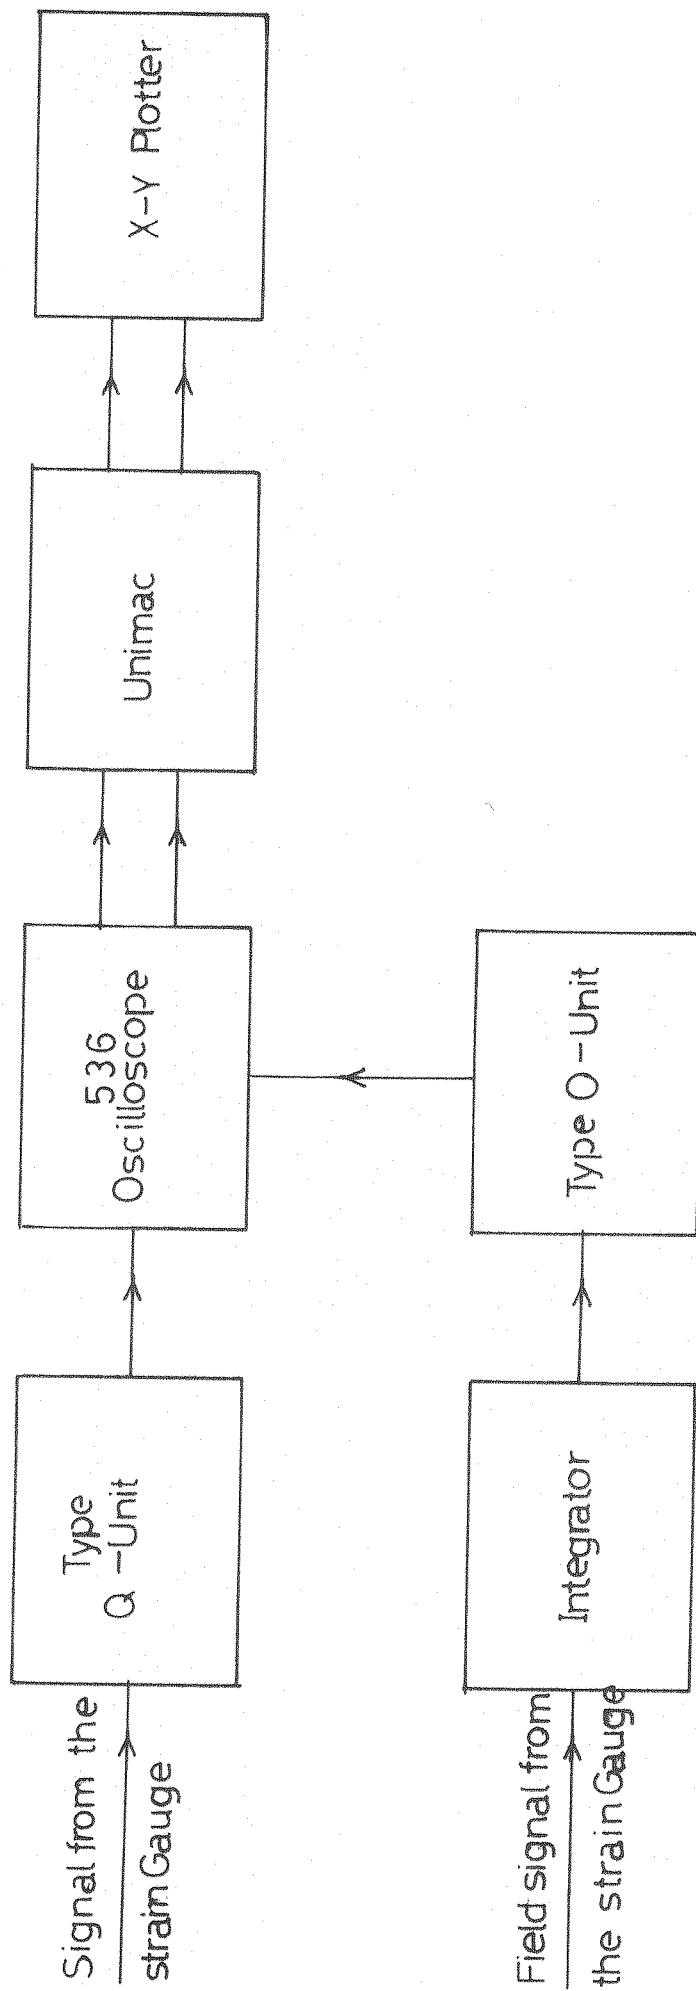 Signal from the
strain Gauge
Type
Q-Unit
536
Oscilloscope
Unimac
X-Y Plotter
Field signal from
the strain Gauge
Integrator
Type O-Unit